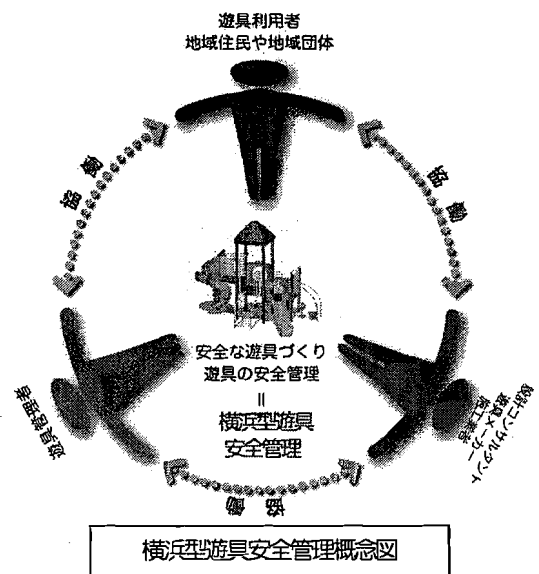 遊具利用者
地域住民や地域団体
協働
協働
安全な遊具づくり
遊具の安全管理
=
横浜型遊具
安全管理
遊具管理者
設計コンサルタント
遊具メーカー
施工業者
協働
横浜型遊具安全管理概念図